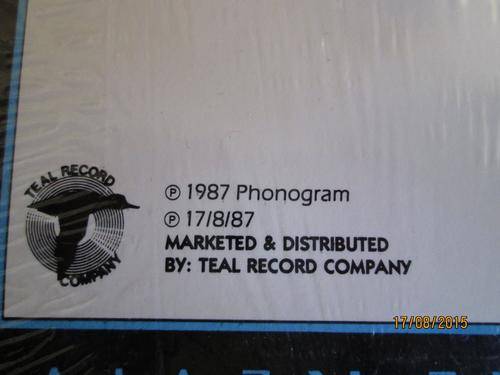 TEAL RECORD
COMPANY
℗ 1987 Phonogram
℗ 17/8/87
MARKETED & DISTRIBUTED
BY: TEAL RECORD COMPANY
17/08/2015